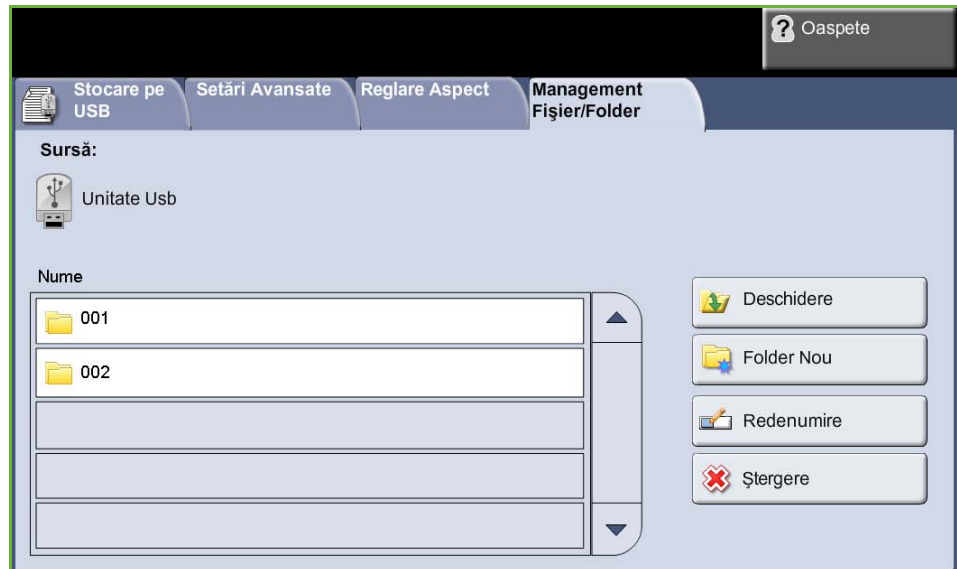 Oaspete
Stocare pe USB
Setări Avansate
Reglare Aspect
Management Fişier/Folder
Sursă:
Unitate Usb
Nume
001
002
Deschidere
Folder Nou
Redenumire
Ştergere